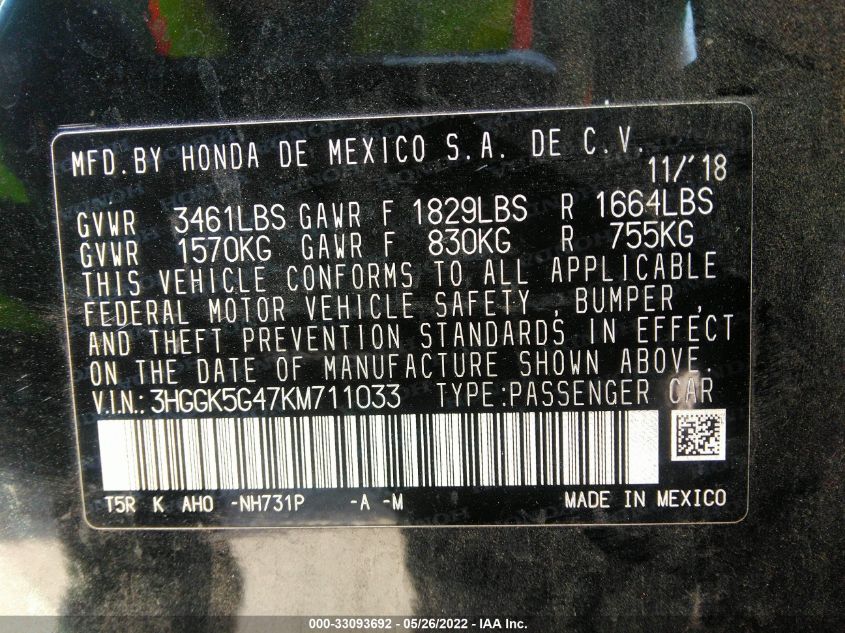 MFD. BY HONDA DE MEXICO S.A. DE C.V.
11/'18
GVWR 3461LBS GAWR F 1829LBS R 1664LBS
GVWR 1570KG GAWR F 830KG R 755KG
THIS VEHICLE CONFORMS TO ALL APPLICABLE
FEDERAL MOTOR VEHICLE SAFETY , BUMPER ,
AND THEFT PREVENTION STANDARDS IN EFFECT
ON THE DATE OF MANUFACTURE SHOWN ABOVE.
V.I.N.: 3HGGK5G47KM711033 TYPE:PASSENGER CAR
T5R K AH0 -NH731P -A -M MADE IN MEXICO
000-33093692 - 05/26/2022 - IAA Inc.